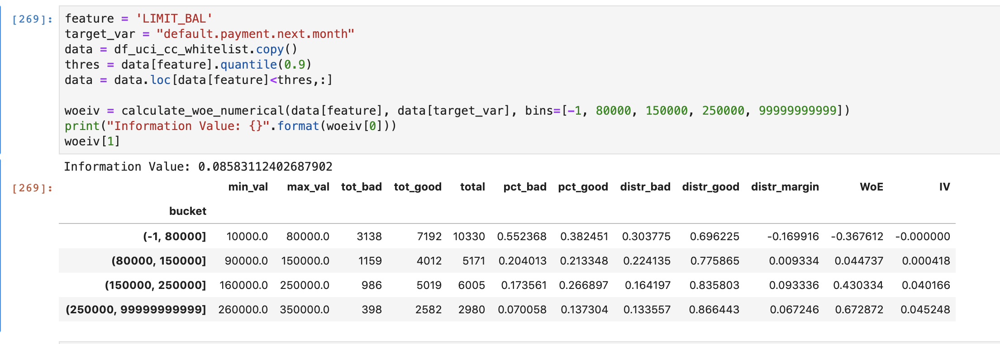 [269]:
feature = 'LIMIT_BAL'
target_var = "default.payment.next.month"
data = df_uci_cc_whitelist.copy()
thres = data[feature].quantile(0.9)
data = data.loc[data[feature]<thres,:]
woeiv = calculate_woe_numerical(data[feature], data[target_var], bins=[-1, 80000, 150000, 250000, 99999999999])
print("Information Value: {}".format(woeiv[0]))
woeiv[1]
Information Value: 0.08583112402687902
[269]:
min_val max_val tot_bad tot_good total pct_bad pct_good distr_bad distr_good distr_margin WoE IV
bucket
(-1, 80000] 10000.0 80000.0 3138 7192 10330 0.552368 0.382451 0.303775 0.696225 -0.169916 -0.367612 -0.000000
(80000, 150000] 90000.0 150000.0 1159 4012 5171 0.204013 0.213348 0.224135 0.775865 0.009334 0.044737 0.000418
(150000, 250000] 160000.0 250000.0 986 5019 6005 0.173561 0.266897 0.164197 0.835803 0.093336 0.430334 0.040166
(250000, 99999999999] 260000.0 350000.0 398 2582 2980 0.070058 0.137304 0.133557 0.866443 0.067246 0.672872 0.045248